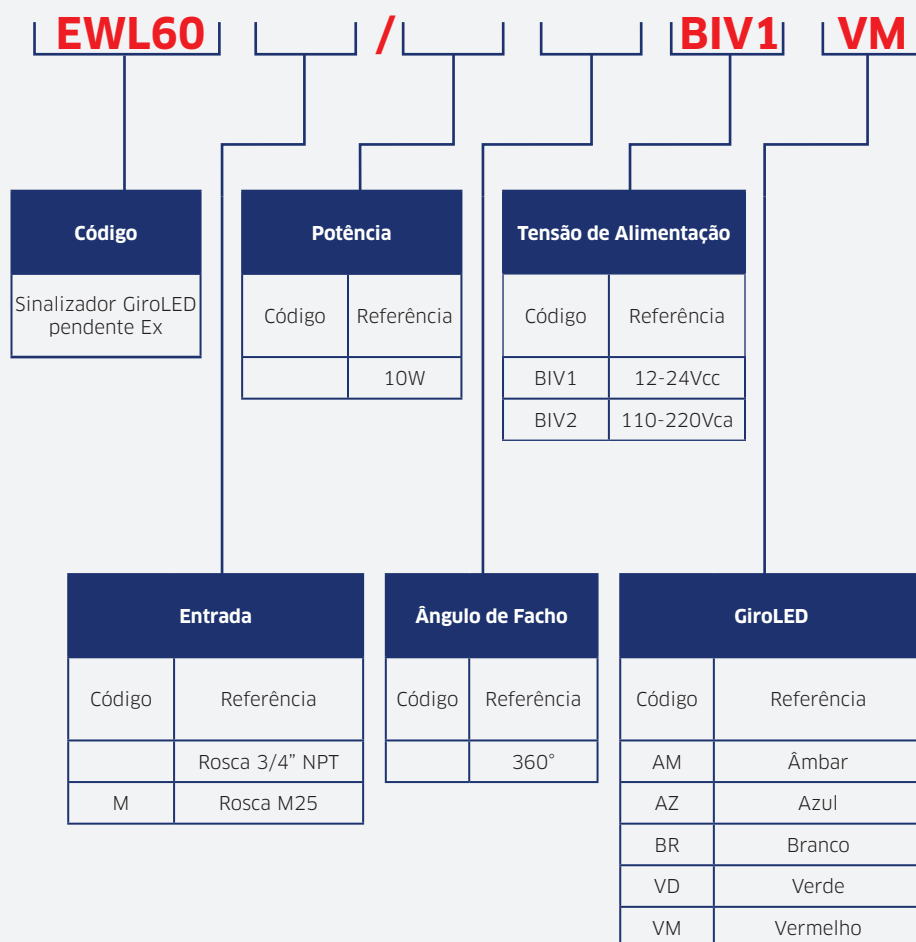 EWL60 / BIV1 VM
Código
Sinalizador GiroLED
pendente Ex
Potência
Código Referência
10W
Tensão de Alimentação
Código Referência
BIV1 12-24Vcc
BIV2 110-220Vca
Entrada
Código Referência
Rosca 3/4” NPT
M Rosca M25
Ângulo de Facho
Código Referência
360°
GiroLED
Código Referência
AM Âmbar
AZ Azul
BR Branco
VD Verde
VM Vermelho